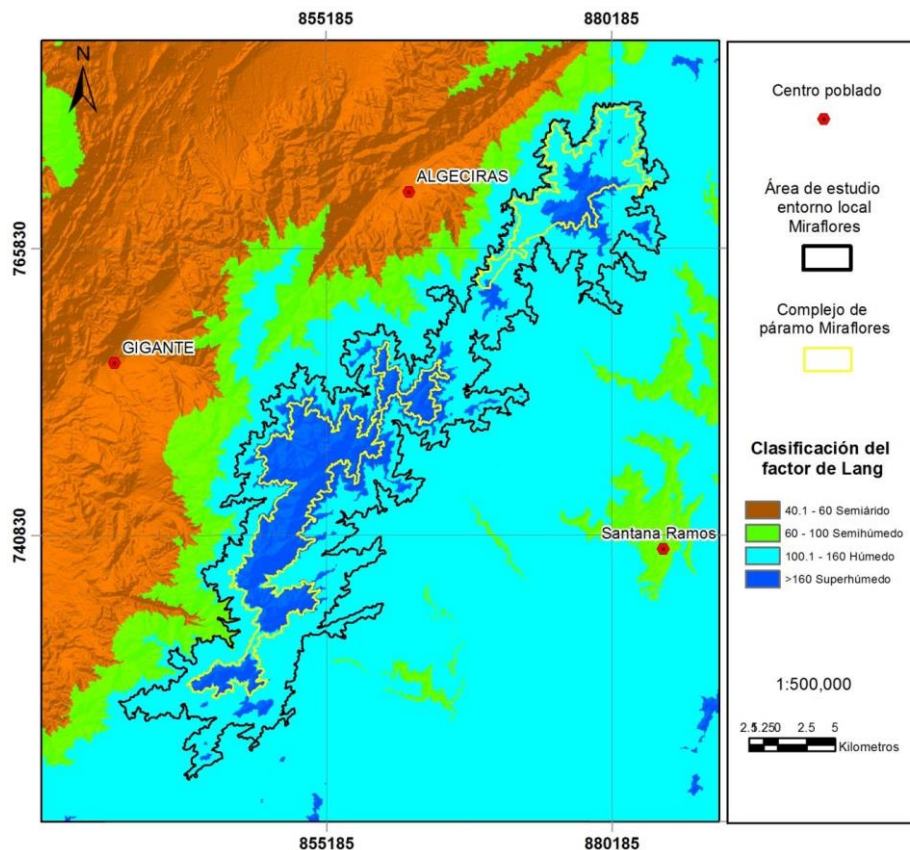 855185
880185
N
ALGECIRAS
765830
765830
GIGANTE
740830
740830
Santana Ramos
855185
880185
Centro poblado
Área de estudio
entorno local
Miraflores
Complejo de
páramo Miraflores
Clasificación del
factor de Lang
40.1 - 60 Semiárido
60 - 100 Semihúmedo
100.1 - 160 Húmedo
>160 Superhúmedo
1:500,000
2.5 1.25 0 2.5 5
Kilometros